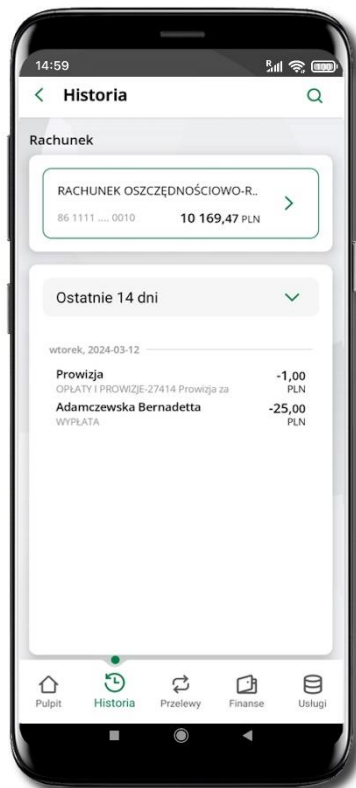 14:59
Historia
Rachunek
RACHUNEK OSZCZĘDNOŚCIOWO-R..
86 1111 .... 0010 10 169,47 PLN
Ostatnie 14 dni
wtorek, 2024-03-12
Prowizja -1,00
OPŁATY I PROWIZJE-27414 Prowizja za PLN
Adamczewska Bernadetta -25,00
WYPŁATA PLN
Pulpit Historia Przelewy Finanse Usługi